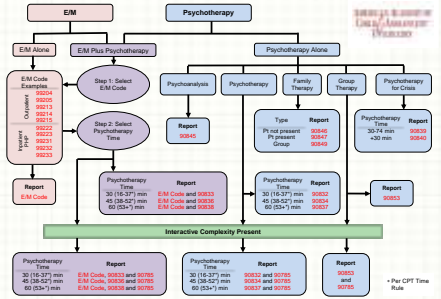 E/M
Psychotherapy
E/M Alone
E/M Plus Psychotherapy
Psychotherapy Alone
E/M Code
Examples
Outpatient
99204
99205
99213
99214
99215
Inpatient
PHP
99222
99223
99231
99232
99233
Report
E/M Code
Step 1: Select
E/M Code
Step 2: Select
Psychotherapy
Time
Psychoanalysis
Psychotherapy
Family
Therapy
Group
Therapy
Psychotherapy
for Crisis
Report
90845
Type Report
Pt not present 90846
Pt present 90847
Group 90849
Psychotherapy
Time Report
30-74 min 90839
+30 min 90840
Psychotherapy
Time Report
30 (16-37*) min E/M Code and 90833
45 (38-52*) min E/M Code and 90836
60 (53+*) min E/M Code and 90838
Psychotherapy
Time Report
30 (16-37*) min 90832
45 (38-52*) min 90834
60 (53+*) min 90837
Report
90853
Interactive Complexity Present
Psychotherapy
Time Report
30 (16-37*) min E/M Code, 90833 and 90785
45 (38-52*) min E/M Code, 90836 and 90785
60 (53+*) min E/M Code, 90838 and 90785
Psychotherapy
Time Report
30 (16-37*) min 90832 and 90785
45 (38-52*) min 90834 and 90785
60 (53+*) min 90837 and 90785
Report
90853
and
90785
* Per CPT Time
Rule